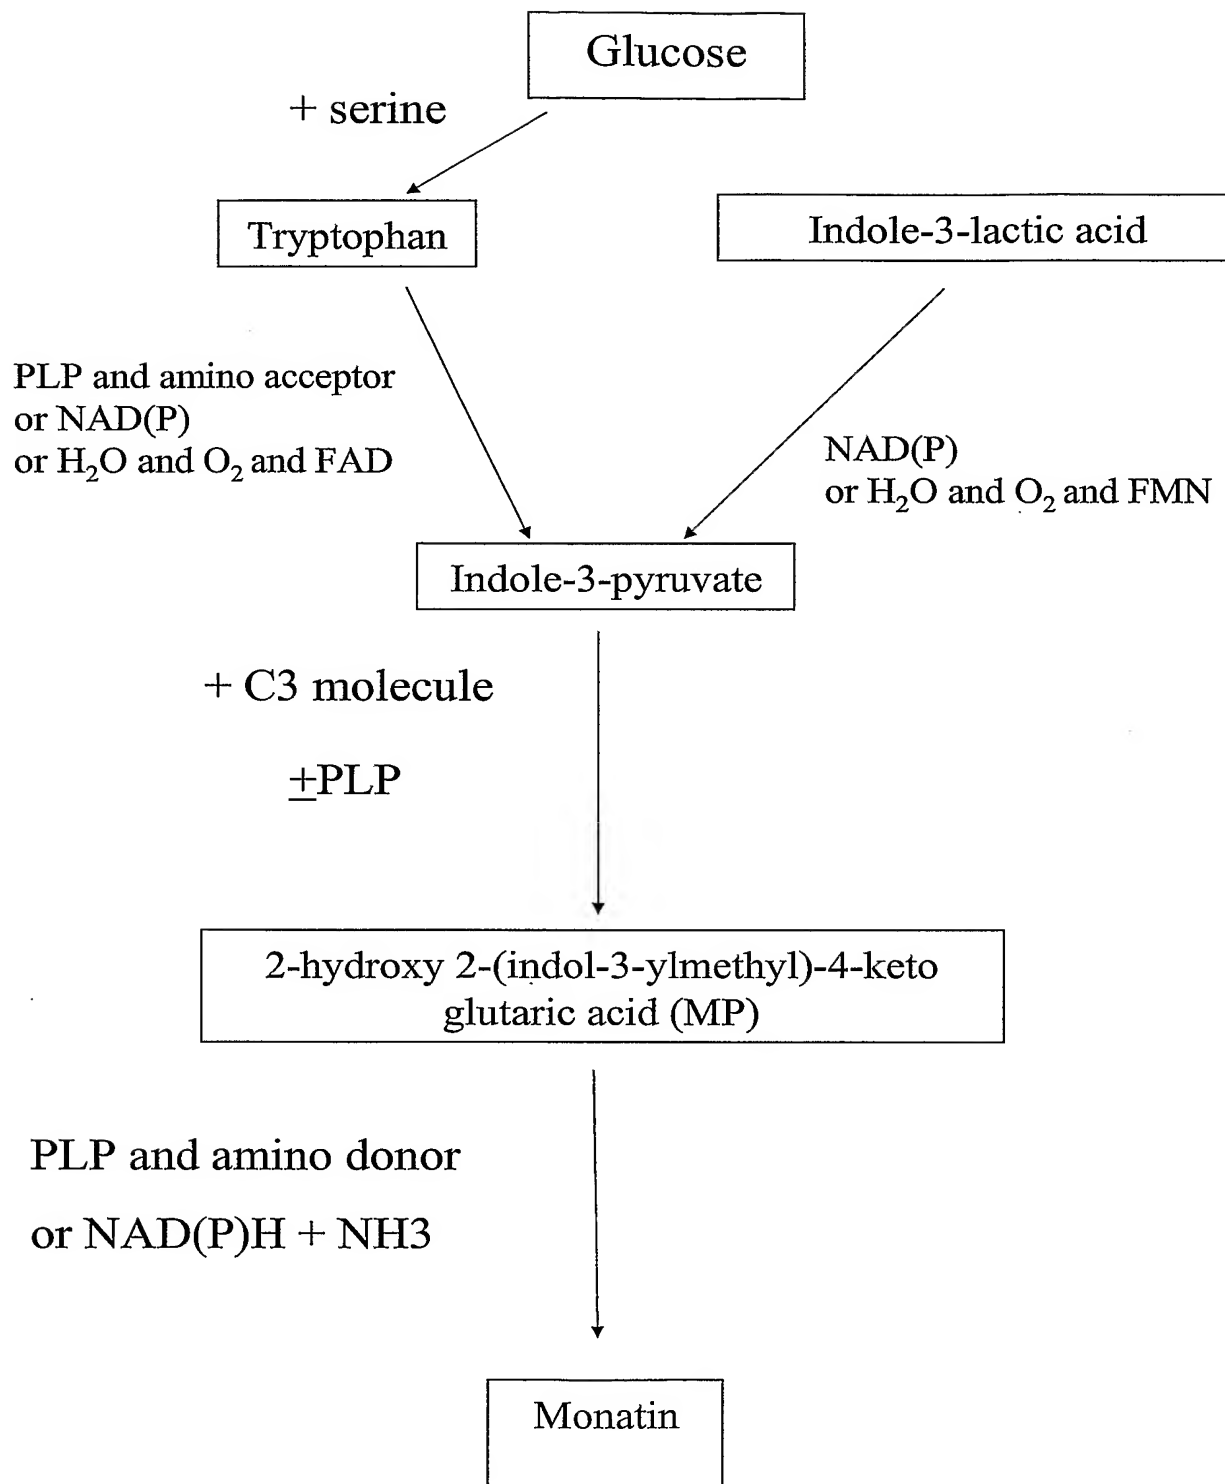 Glucose
+ serine
Tryptophan
Indole-3-lactic acid
PLP and amino acceptor
or NAD(P)
or H₂O and O₂ and FAD
NAD(P)
or H₂O and O₂ and FMN
Indole-3-pyruvate
+ C3 molecule
±PLP
2-hydroxy 2-(indol-3-ylmethyl)-4-keto
glutaric acid (MP)
PLP and amino donor
or NAD(P)H + NH3
Monatin